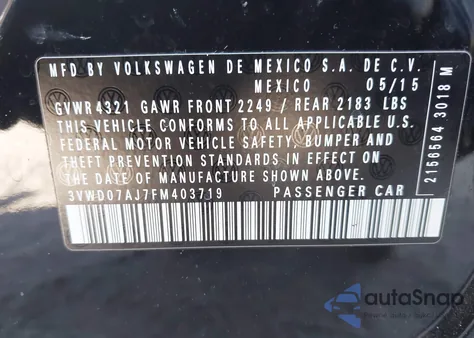 MFD BY VOLKSWAGEN DE MEXICO S.A. DE C.V.
MEXICO 05/15
GVWR 4321 GAWR FRONT 2249 / REAR 2183 LBS
THIS VEHICLE CONFORMS TO ALL APPLICABLE U.S.
FEDERAL MOTOR VEHICLE SAFETY, BUMPER AND
THEFT PREVENTION STANDARDS IN EFFECT ON THE
DATE OF MANUFACTURE SHOWN ABOVE.
3VWD07AJ7FM403719 PASSENGER CAR
2156564 3018 M
autoSnap